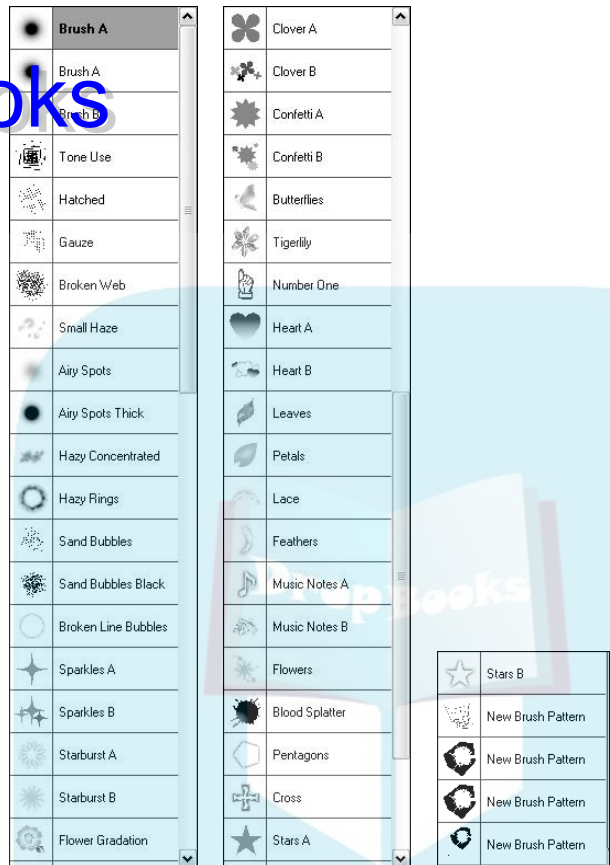 Brush A
Brush A
Brush B
Tone Use
Hatched
Gauze
Broken Web
Small Haze
Airy Spots
Airy Spots Thick
Hazy Concentrated
Hazy Rings
Sand Bubbles
Sand Bubbles Black
Broken Line Bubbles
Sparkles A
Sparkles B
Starburst A
Starburst B
Flower Gradation
Clover A
Clover B
Confetti A
Confetti B
Butterflies
Tigerlily
Number One
Heart A
Heart B
Leaves
Petals
Lace
Feathers
Music Notes A
Music Notes B
Flowers
Blood Splatter
Pentagons
Cross
Stars A
Stars B
New Brush Pattern
New Brush Pattern
New Brush Pattern
New Brush Pattern
oks
DropBooks